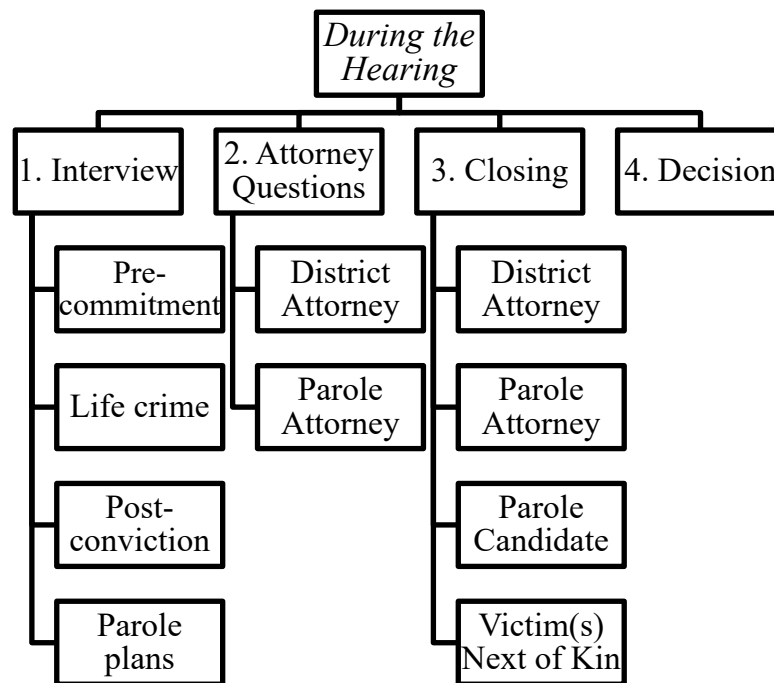 During the
Hearing
1. Interview
2. Attorney
Questions
3. Closing
4. Decision
Pre-
commitment
Life crime
Post-
conviction
Parole
plans
District
Attorney
Parole
Attorney
District
Attorney
Parole
Attorney
Parole
Candidate
Victim(s)
Next of Kin